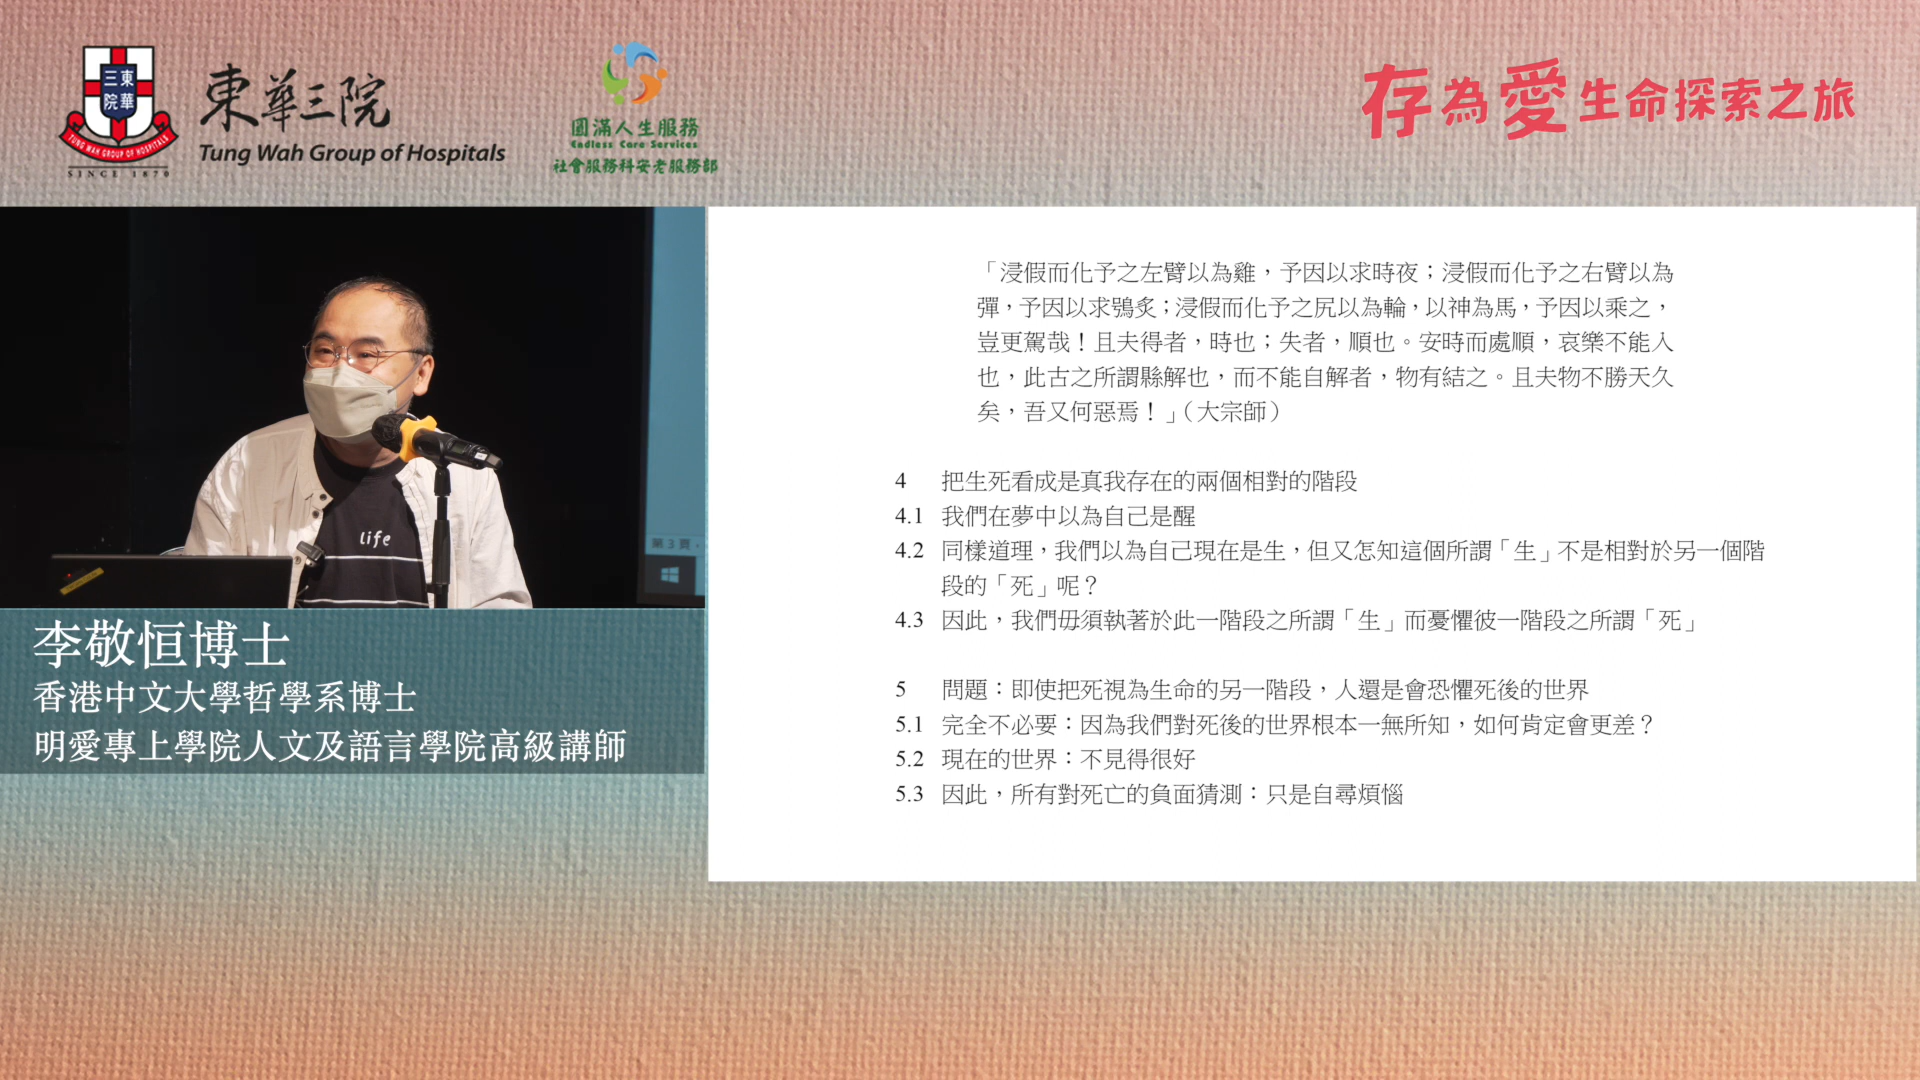 三東
院華
TUNG WAH GROUP OF HOSPITALS
SINCE 1870
東華三院
Tung Wah Group of Hospitals
圓滿人生服務
Endless Care Services
社會服務科安老服務部
存為愛生命探索之旅
life
第3頁，
李敬恒博士
香港中文大學哲學系博士
明愛專上學院人文及語言學院高級講師
「浸假而化予之左臂以為雞，予因以求時夜；浸假而化予之右臂以為
彈，予因以求鴞炙；浸假而化予之尻以為輪，以神為馬，予因以乘之，
豈更駕哉！且夫得者，時也；失者，順也。安時而處順，哀樂不能入
也，此古之所謂縣解也，而不能自解者，物有結之。且夫物不勝天久
矣，吾又何惡焉！」（大宗師）
4 把生死看成是真我存在的兩個相對的階段
4.1 我們在夢中以為自己是醒
4.2 同樣道理，我們以為自己現在是生，但又怎知這個所謂「生」不是相對於另一個階
段的「死」呢？
4.3 因此，我們毋須執著於此一階段之所謂「生」而憂懼彼一階段之所謂「死」
5 問題：即使把死視為生命的另一階段，人還是會恐懼死後的世界
5.1 完全不必要：因為我們對死後的世界根本一無所知，如何肯定會更差？
5.2 現在的世界：不見得很好
5.3 因此，所有對死亡的負面猜測：只是自尋煩惱